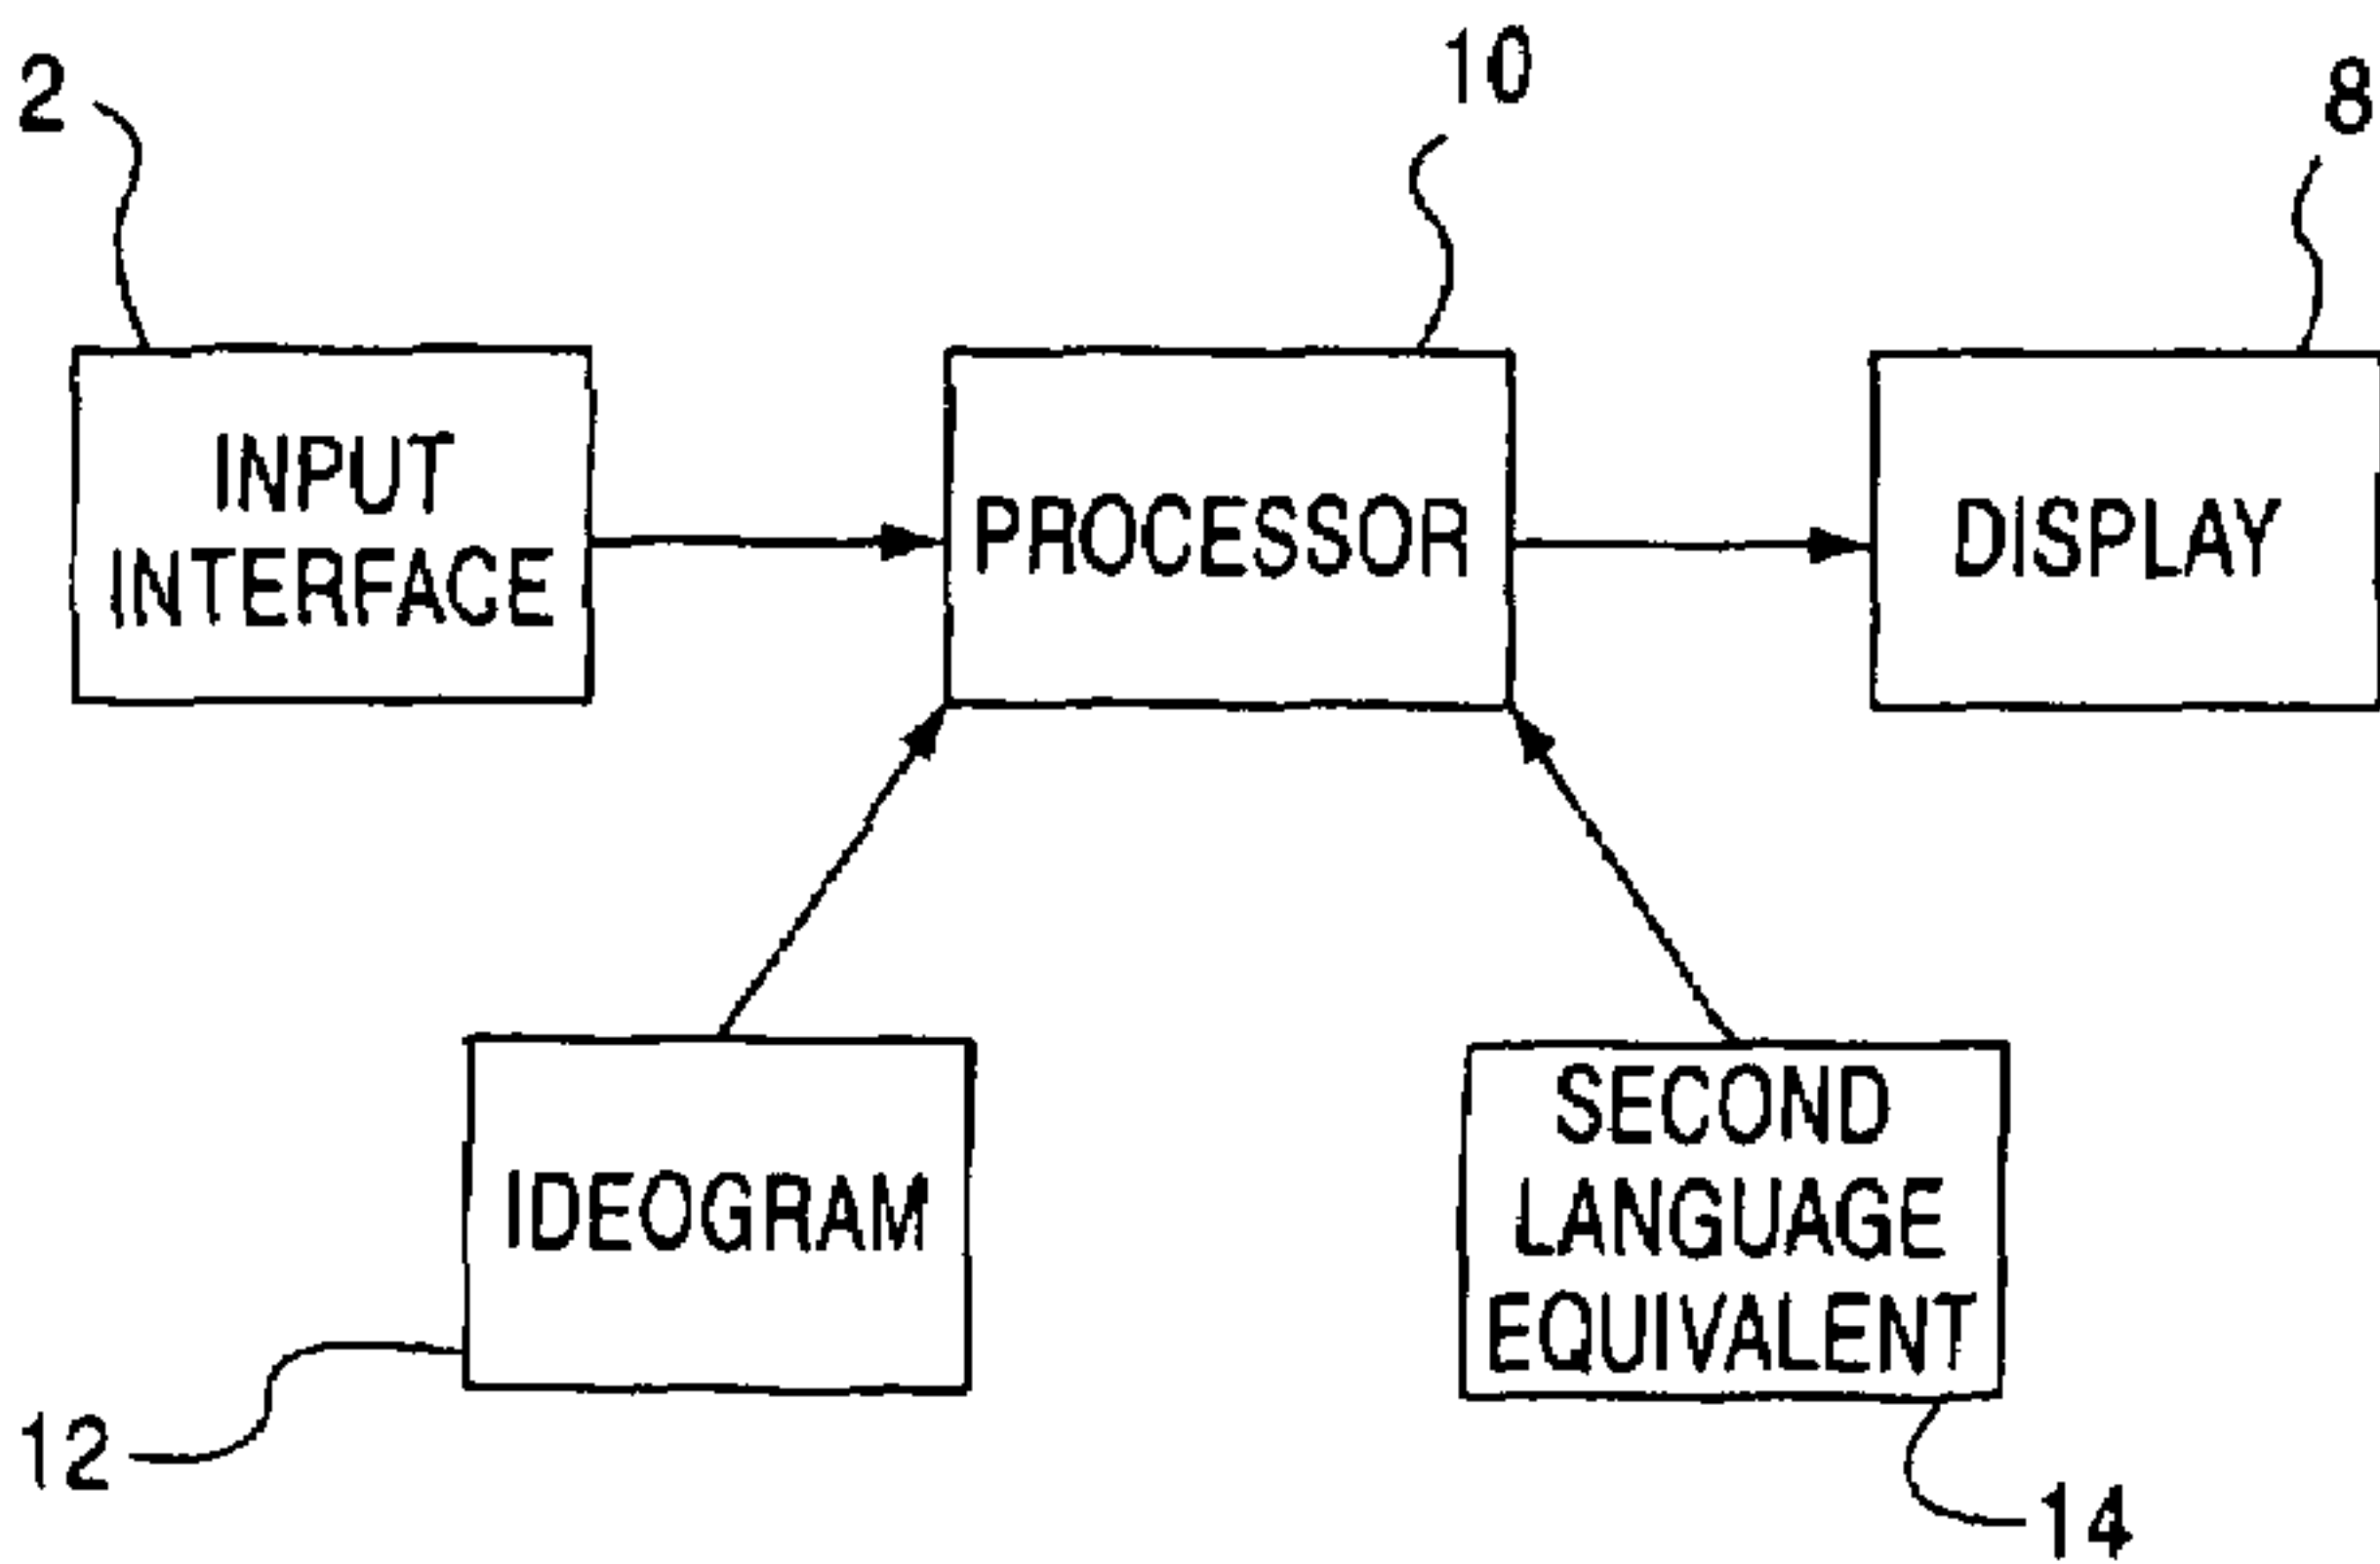 2
10
8
INPUT
INTERFACE
PROCESSOR
DISPLAY
IDEOGRAM
SECOND
LANGUAGE
EQUIVALENT
12
14